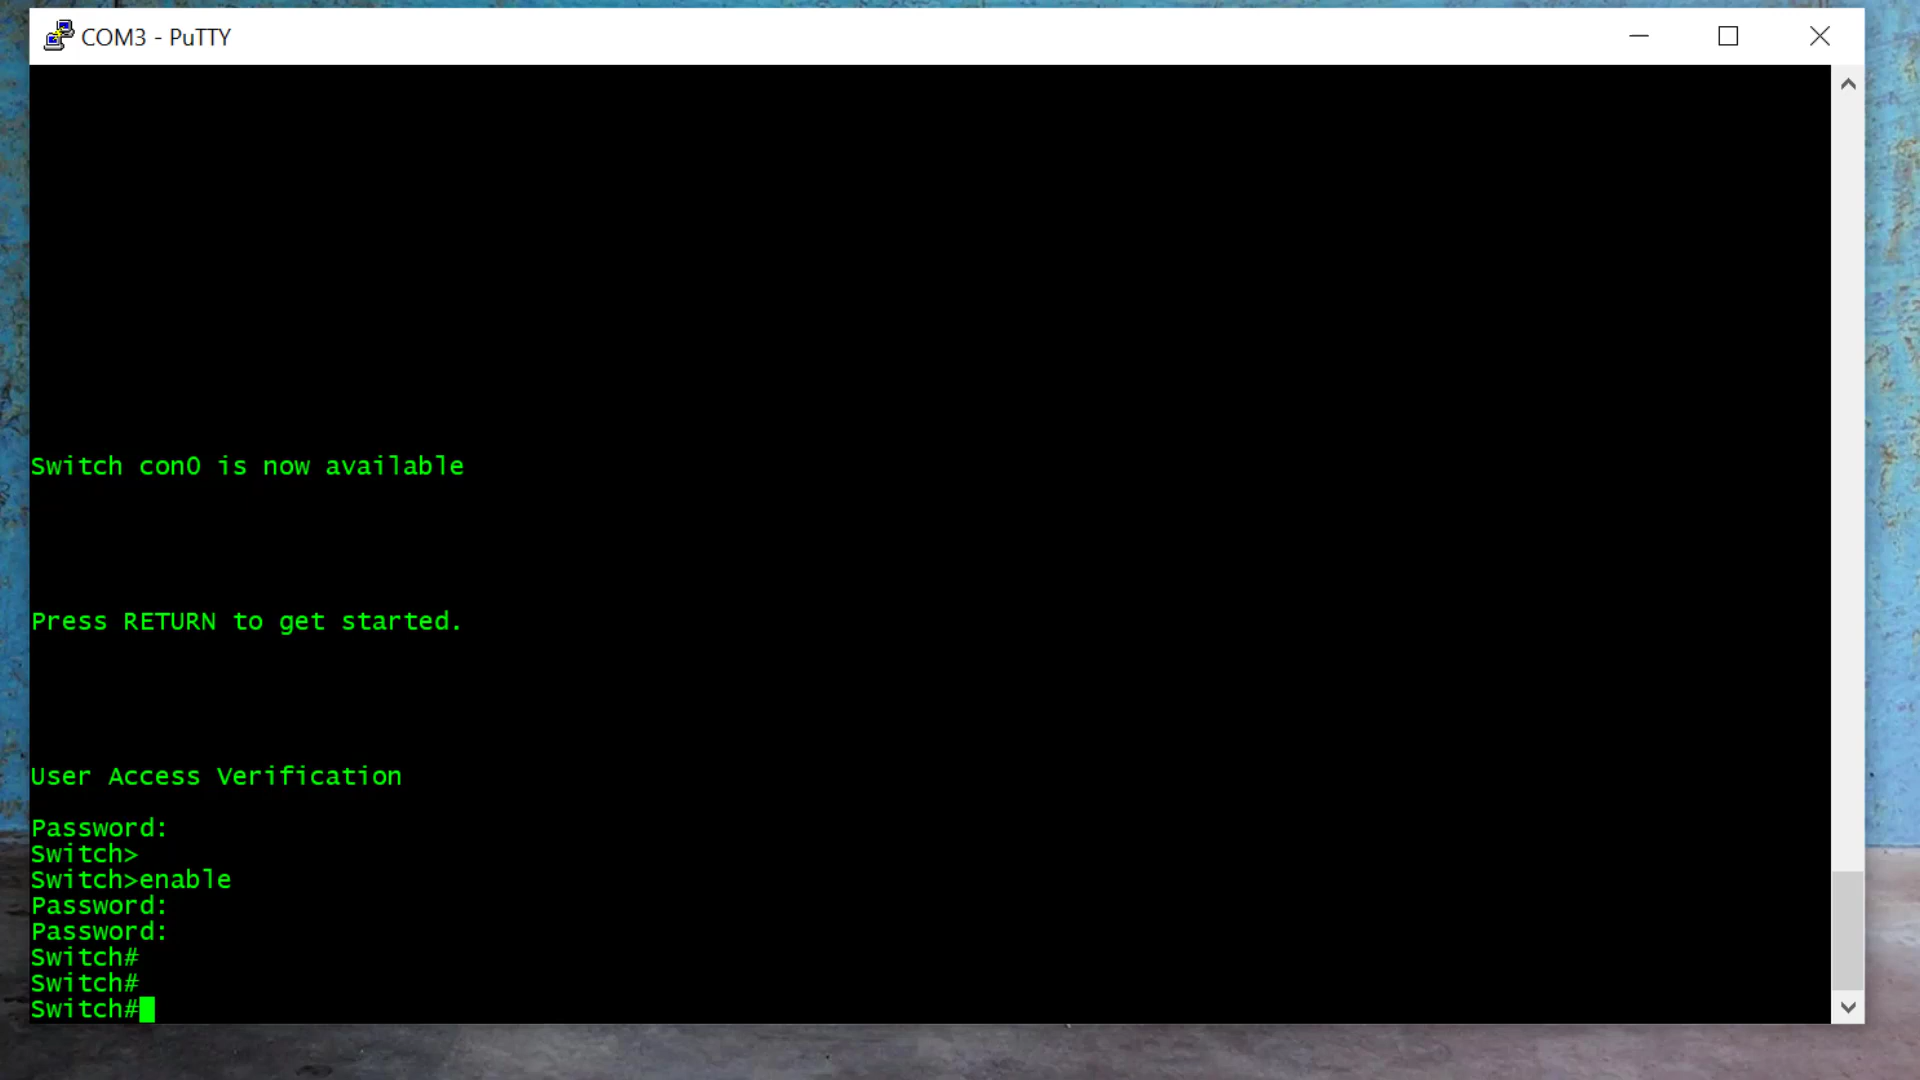 COM3 - PuTTY
Switch con0 is now available
Press RETURN to get started.
User Access Verification
Password:
Switch>
Switch>enable
Password:
Password:
Switch#
Switch#
Switch#